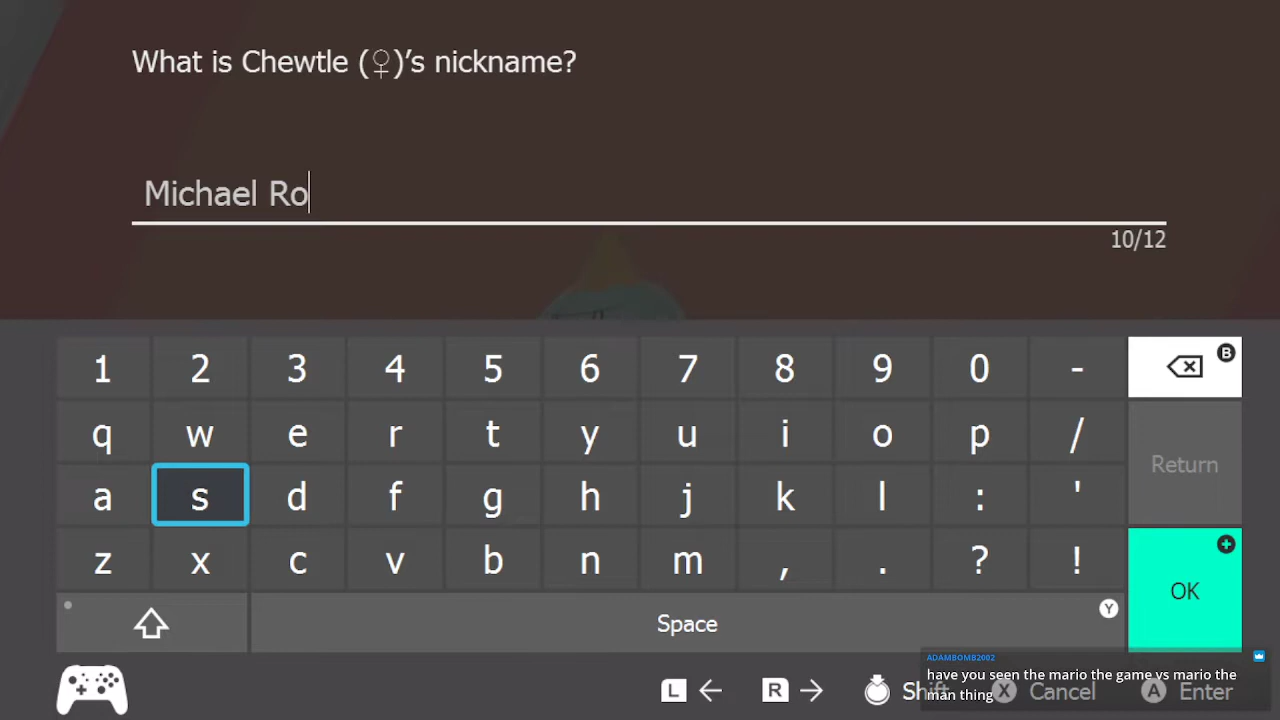 What is Chewtle (♀)'s nickname?
Michael Ro
10/12
1 2 3 4 5 6 7 8 9 0 - B
q w e r t y u i o p /
Return
a s d f g h j k l : '
z x c v b n m , . ? !
OK
Space Y
L ← R → Shift X Cancel A Enter
ADAMBOMB2002
have you seen the mario the game vs mario the
man thing